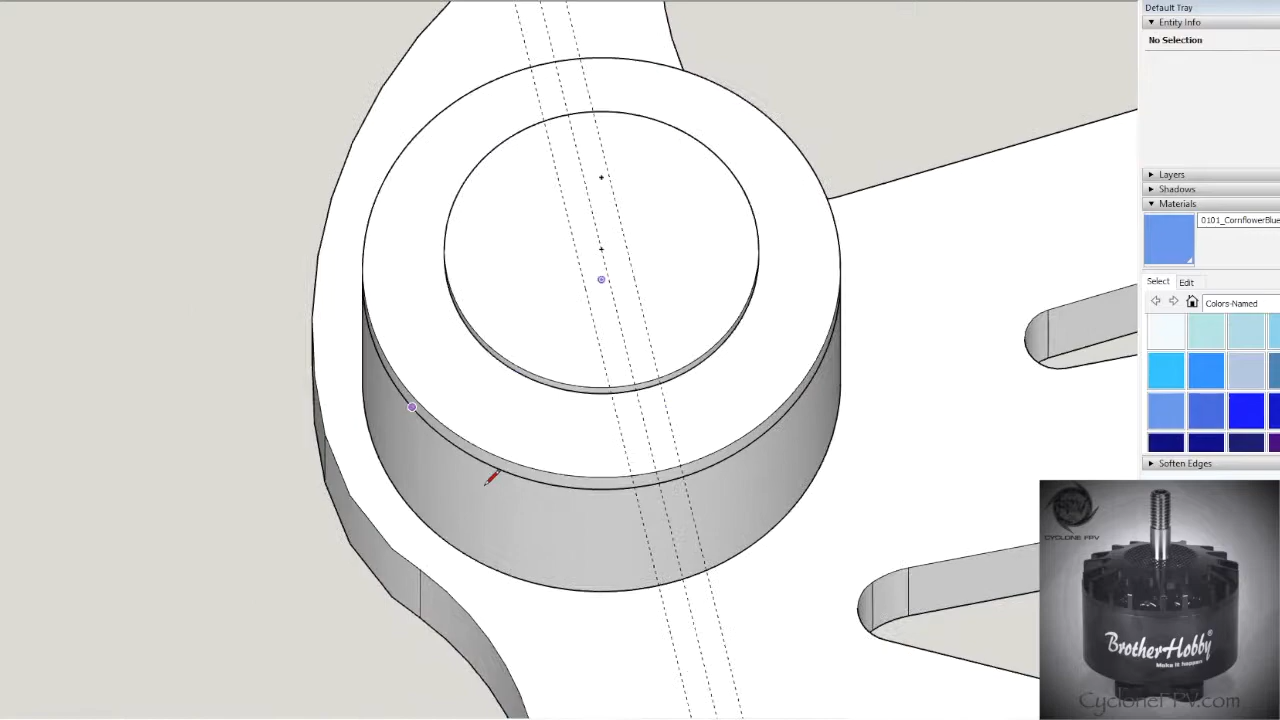 Default Tray
Entity Info
No Selection
Layers
Shadows
Materials
0101_CornflowerBlue
Select
Edit
Colors-Named
Soften Edges
FPV
CYCLONE FPV
BrotherHobby®
Make it happen
CycloneFPV.com